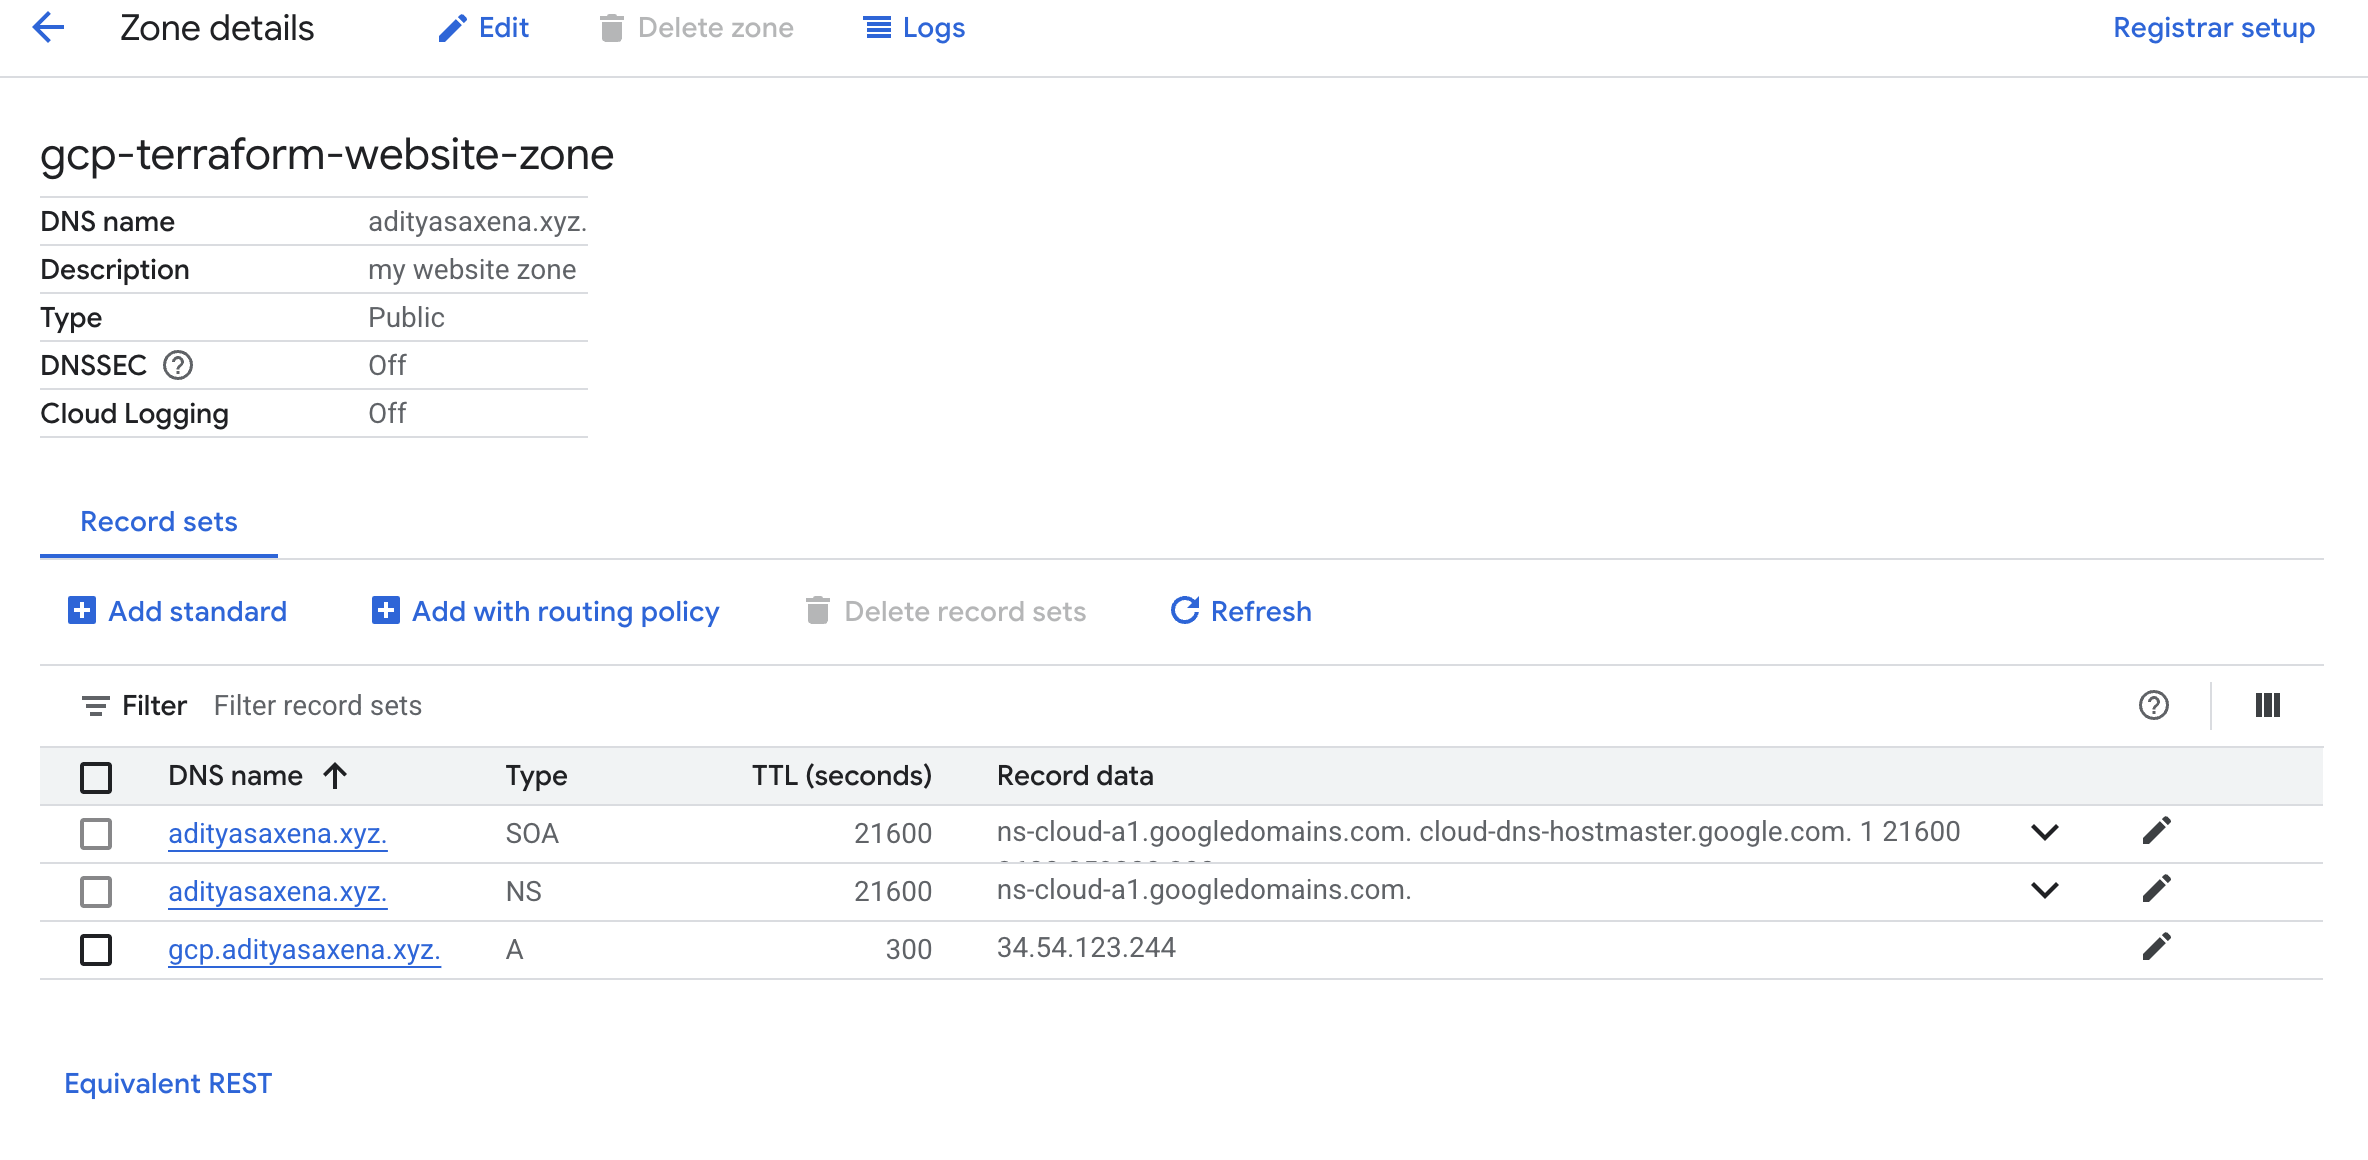 Zone details Edit Delete zone Logs Registrar setup
gcp-terraform-website-zone
DNS name adityasaxena.xyz.
Description my website zone
Type Public
DNSSEC Off
Cloud Logging Off
Record sets
Add standard Add with routing policy Delete record sets Refresh
Filter Filter record sets
DNS name Type TTL (seconds) Record data
adityasaxena.xyz. SOA 21600 ns-cloud-a1.googledomains.com. cloud-dns-hostmaster.google.com. 1 21600
adityasaxena.xyz. NS 21600 ns-cloud-a1.googledomains.com.
gcp.adityasaxena.xyz. A 300 34.54.123.244
Equivalent REST